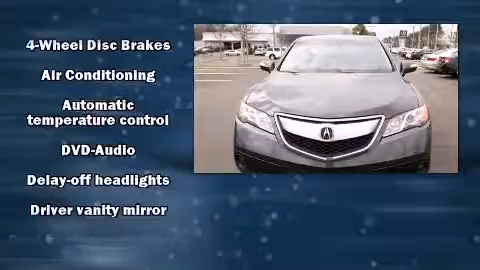 4-Wheel Disc Brakes
Air Conditioning
Automatic
temperature control
DVD-Audio
Delay-off headlights
Driver vanity mirror